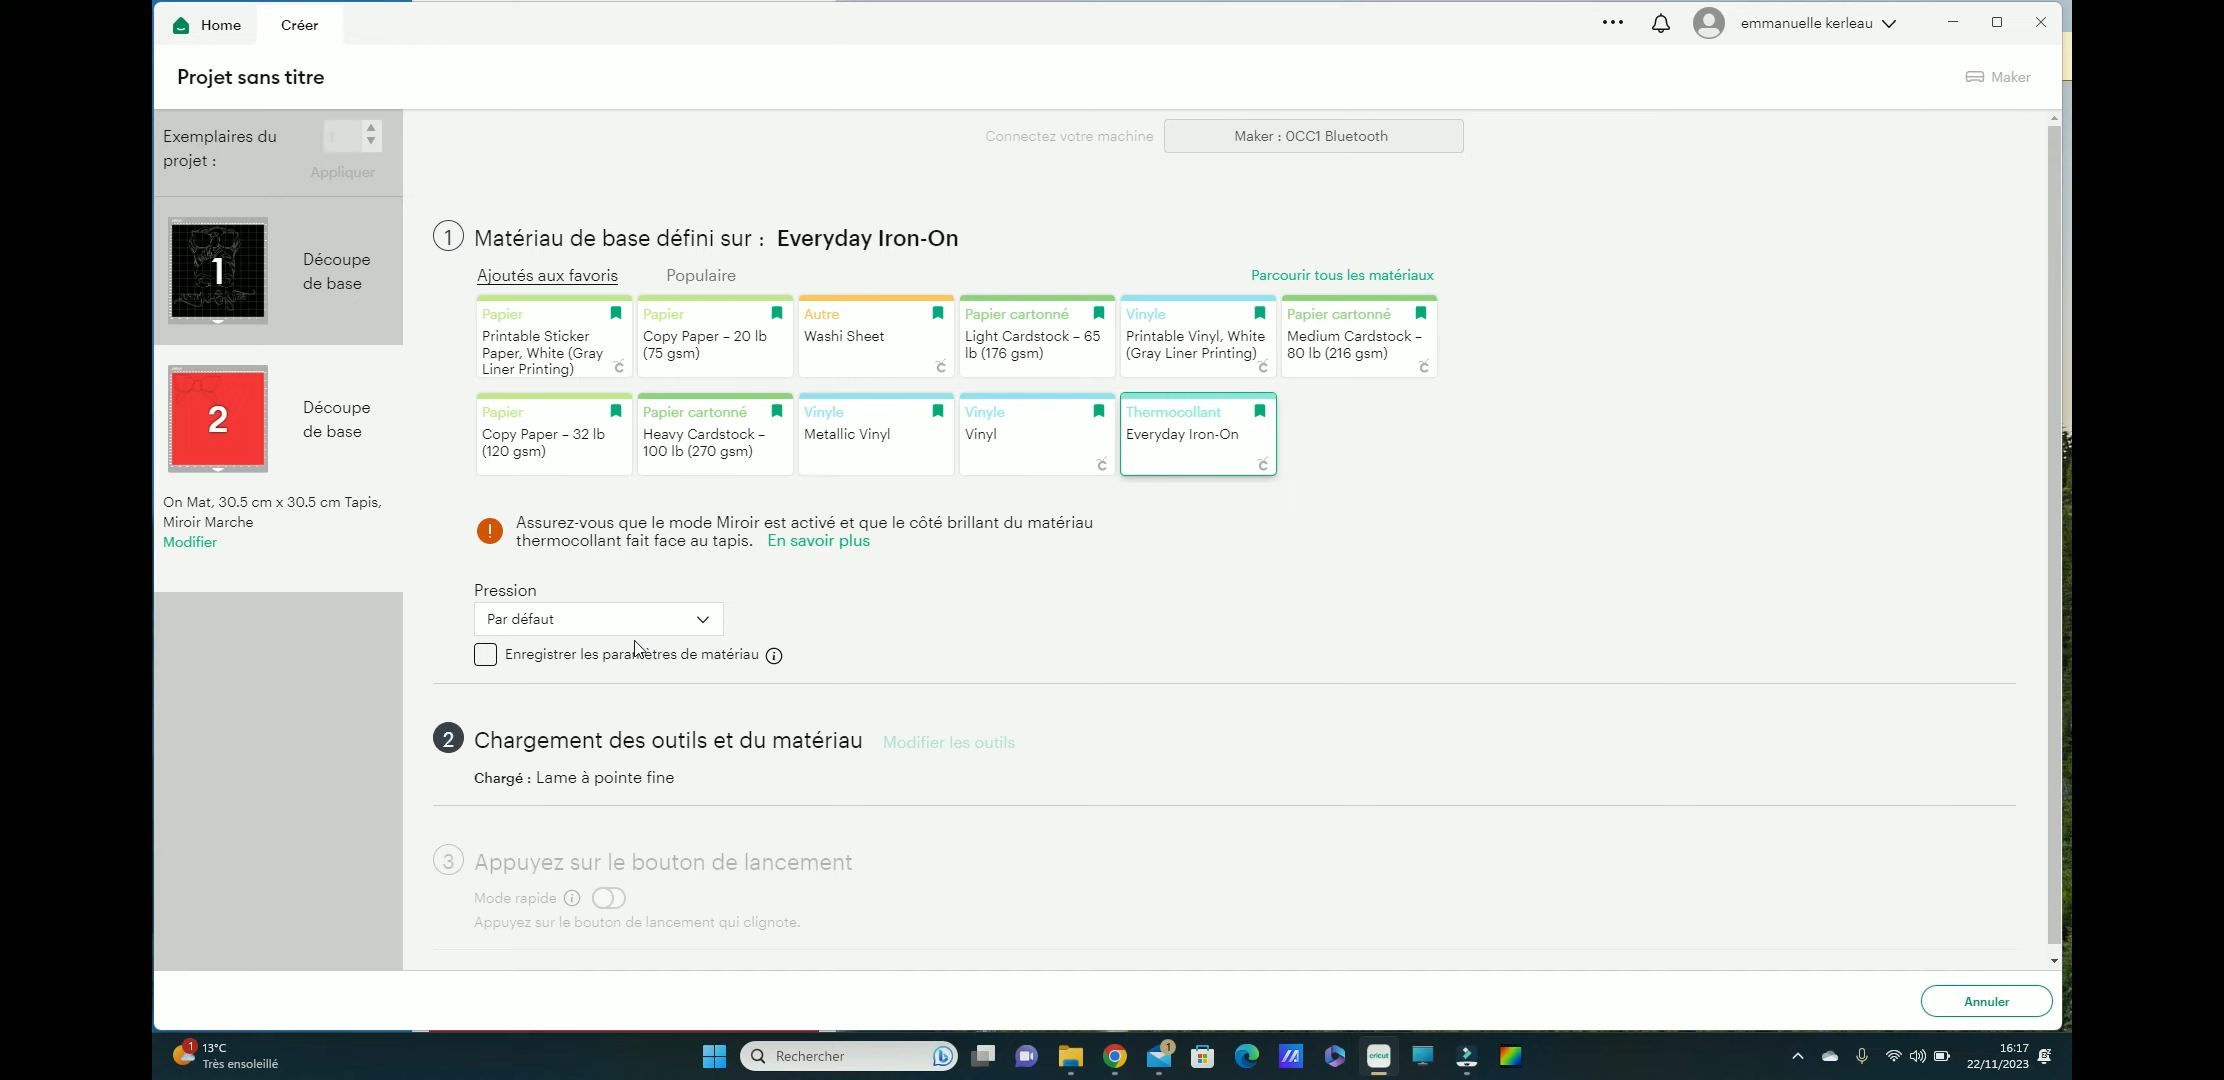 Home
Créer
emmanuelle kerleau
Projet sans titre
Maker
Exemplaires du
projet :
1
Appliquer
Connectez votre machine
Maker : 0CC1 Bluetooth
1
Découpe
de base
2
Découpe
de base
On Mat, 30.5 cm x 30.5 cm Tapis,
Miroir Marche
Modifier
1 Matériau de base défini sur : Everyday Iron-On
Ajoutés aux favoris
Populaire
Parcourir tous les matériaux
Papier
Printable Sticker
Paper, White (Gray
Liner Printing)
Papier
Copy Paper – 20 lb
(75 gsm)
Autre
Washi Sheet
Papier cartonné
Light Cardstock – 65
lb (176 gsm)
Vinyle
Printable Vinyl, White
(Gray Liner Printing)
Papier cartonné
Medium Cardstock –
80 lb (216 gsm)
Papier
Copy Paper – 32 lb
(120 gsm)
Papier cartonné
Heavy Cardstock –
100 lb (270 gsm)
Vinyle
Metallic Vinyl
Vinyle
Vinyl
Thermocollant
Everyday Iron-On
Assurez-vous que le mode Miroir est activé et que le côté brillant du matériau
thermocollant fait face au tapis. En savoir plus
Pression
Par défaut
Enregistrer les paramètres de matériau
2 Chargement des outils et du matériau Modifier les outils
Chargé : Lame à pointe fine
3 Appuyez sur le bouton de lancement
Mode rapide
Appuyez sur le bouton de lancement qui clignote.
Annuler
1
13°C
Très ensoleillé
Rechercher
1
cricut
16:17
22/11/2023